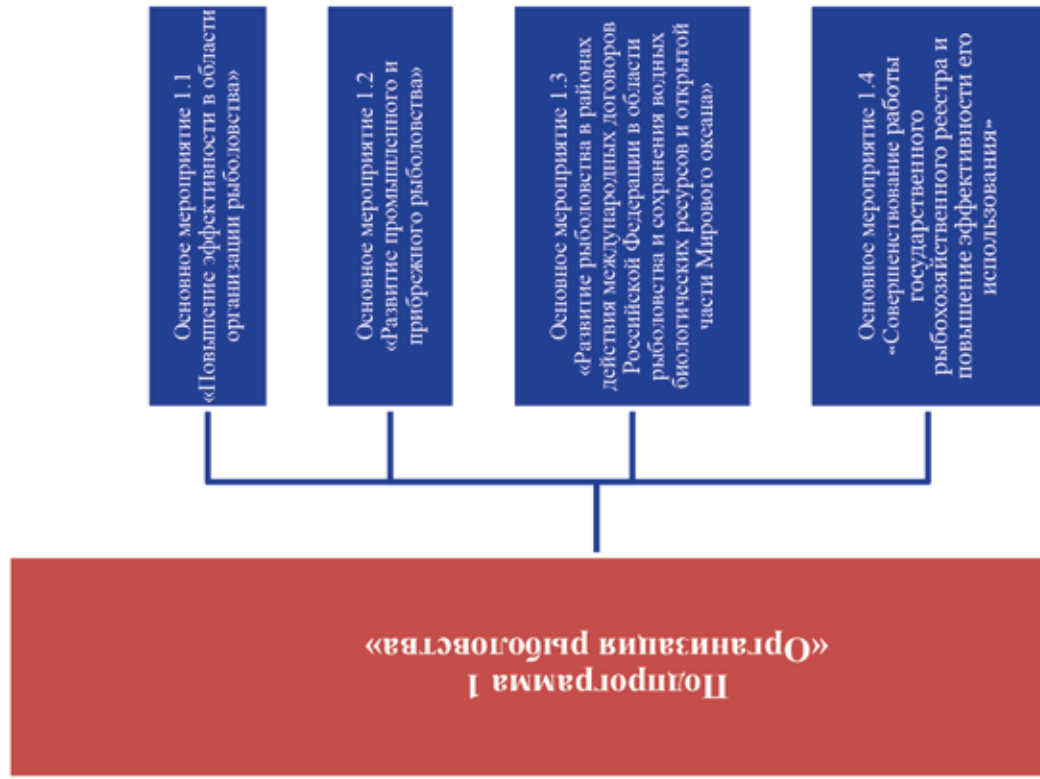 Подпрограмма 1
«Организация рыболовства»
Основное мероприятие 1.1
«Повышение эффективности в области
организации рыболовства»
Основное мероприятие 1.2
«Развитие промышленного и
прибрежного рыболовства»
Основное мероприятие 1.3
«Развитие рыболовства в районах
действия международных договоров
Российской Федерации в области
рыболовства и сохранения водных
биологических ресурсов и открытой
части Мирового океана»
Основное мероприятие 1.4
«Совершенствование работы
государственного
рыбохозяйственного реестра и
повышение эффективности его
использования»